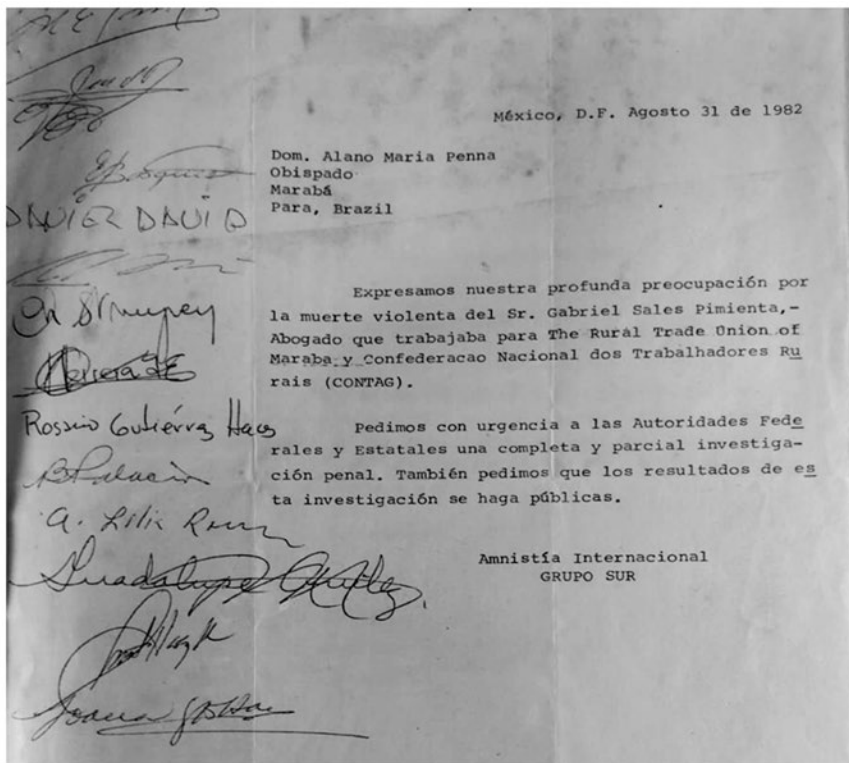 México, D.F. Agosto 31 de 1982
Dom. Alano Maria Penna
Obispado
Marabá
Para, Brazil
Expresamos nuestra profunda preocupación por
la muerte violenta del Sr. Gabriel Sales Pimienta,-
Abogado que trabajaba para The Rural Trade Union of
Maraba y Confederacao Nacional dos Trabalhadores Ru
rais (CONTAG).
Pedimos con urgencia a las Autoridades Fede
rales y Estatales una completa y parcial investiga-
ción penal. También pedimos que los resultados de es
ta investigación se haga públicas.
Amnistía Internacional
GRUPO SUR
DAVID
Rosario Gutiérrez Haces
B Palacios
a. Lilia
Guadalupe